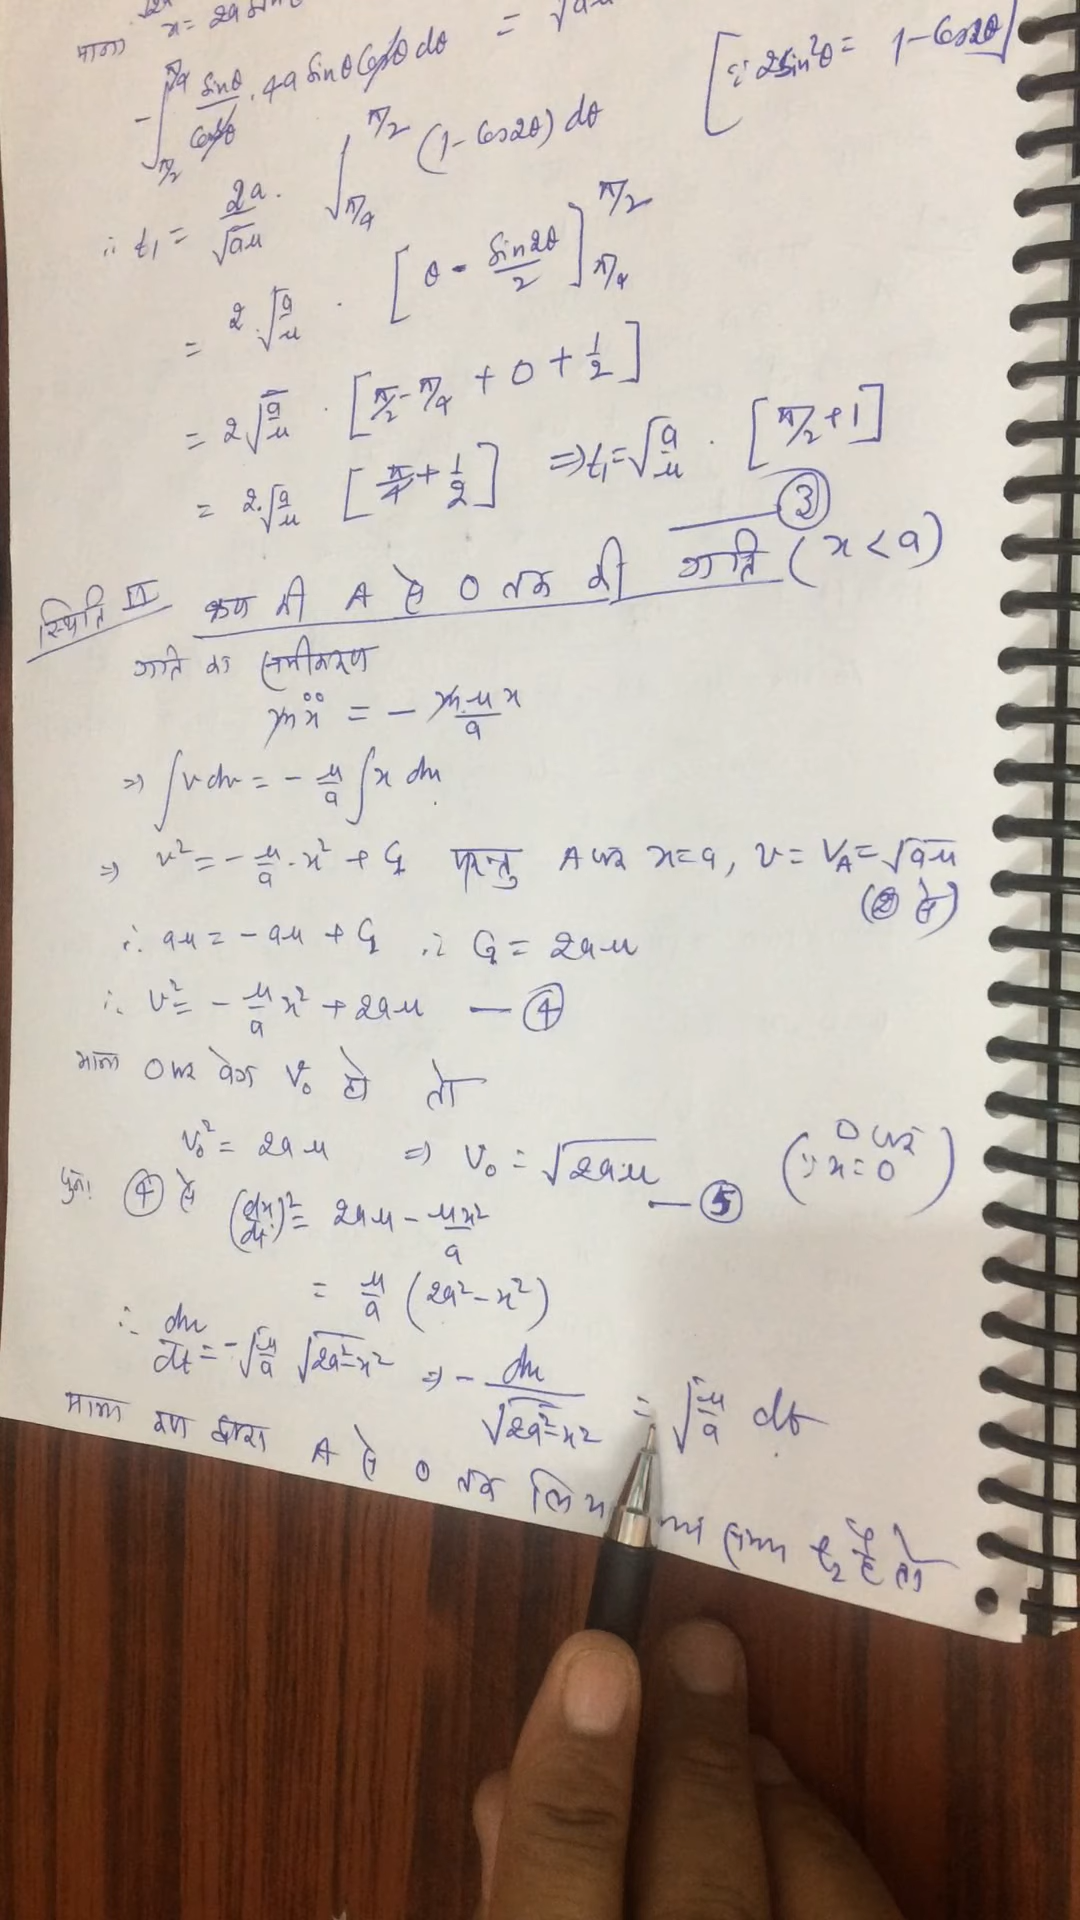 माना x = 2a sin²θ
-∫_{π/2}^{π/4} sinθ/cosθ · 4a sinθ cosθ dθ = √aμ
[∵ 2sin²θ = 1-Cos2θ]
∴ t₁ = 2a/√aμ · ∫_{π/4}^{π/2} (1-Cos2θ) dθ
= 2·√(a/μ) · [θ - sin2θ/2]_{π/4}^{π/2}
= 2√(a/μ) · [π/2 - π/4 + 0 + 1/2]
= 2·√(a/μ) [π/4 + 1/2] ⇒ t₁ = √(a/μ) · [π/2 + 1]
— ③
स्थिति II कण की A से O तक की गति (x < a)
गति का समीकरण
mẍ = - m·μx/a
⇒ ∫v dv = - μ/a ∫x dx
⇒ v² = - μ/a · x² + C₁ परन्तु A पर x = a, v = V_A = √aμ
(② से)
∴ aμ = - aμ + C₁ ∴ C₁ = 2aμ
∴ v² = - μ/a x² + 2aμ — ④
माना O पर वेग V₀ हो तो
v₀² = 2aμ ⇒ V₀ = √2aμ — ⑤ (∵ O पर x = 0)
पुनः ④ से (dx/dt)² = 2aμ - μx²/a
= μ/a (2a² - x²)
∴ dx/dt = -√(μ/a) √(2a²-x²) ⇒ - dx/√(2a²-x²) = √(μ/a) dt
माना कण द्वारा A से O तक लिया समय t₂ है तो